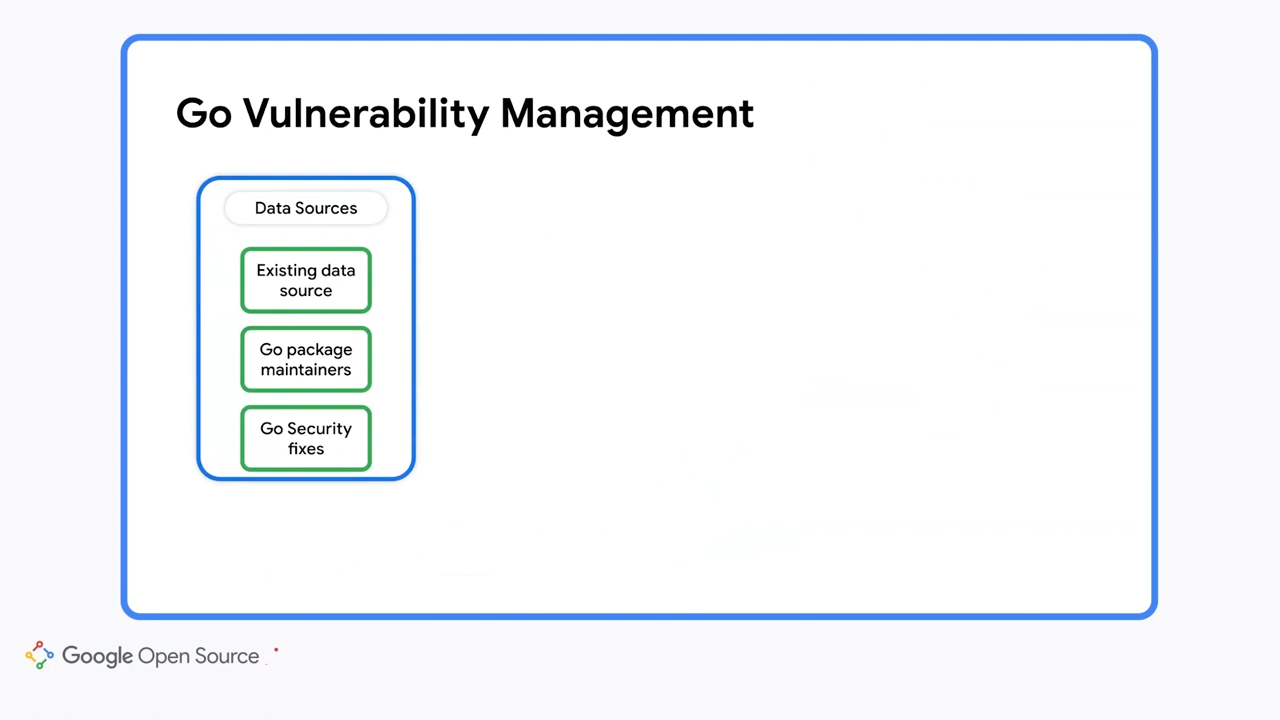 Go Vulnerability Management
Data Sources
Existing data
source
Go package
maintainers
Go Security
fixes
Google Open Source